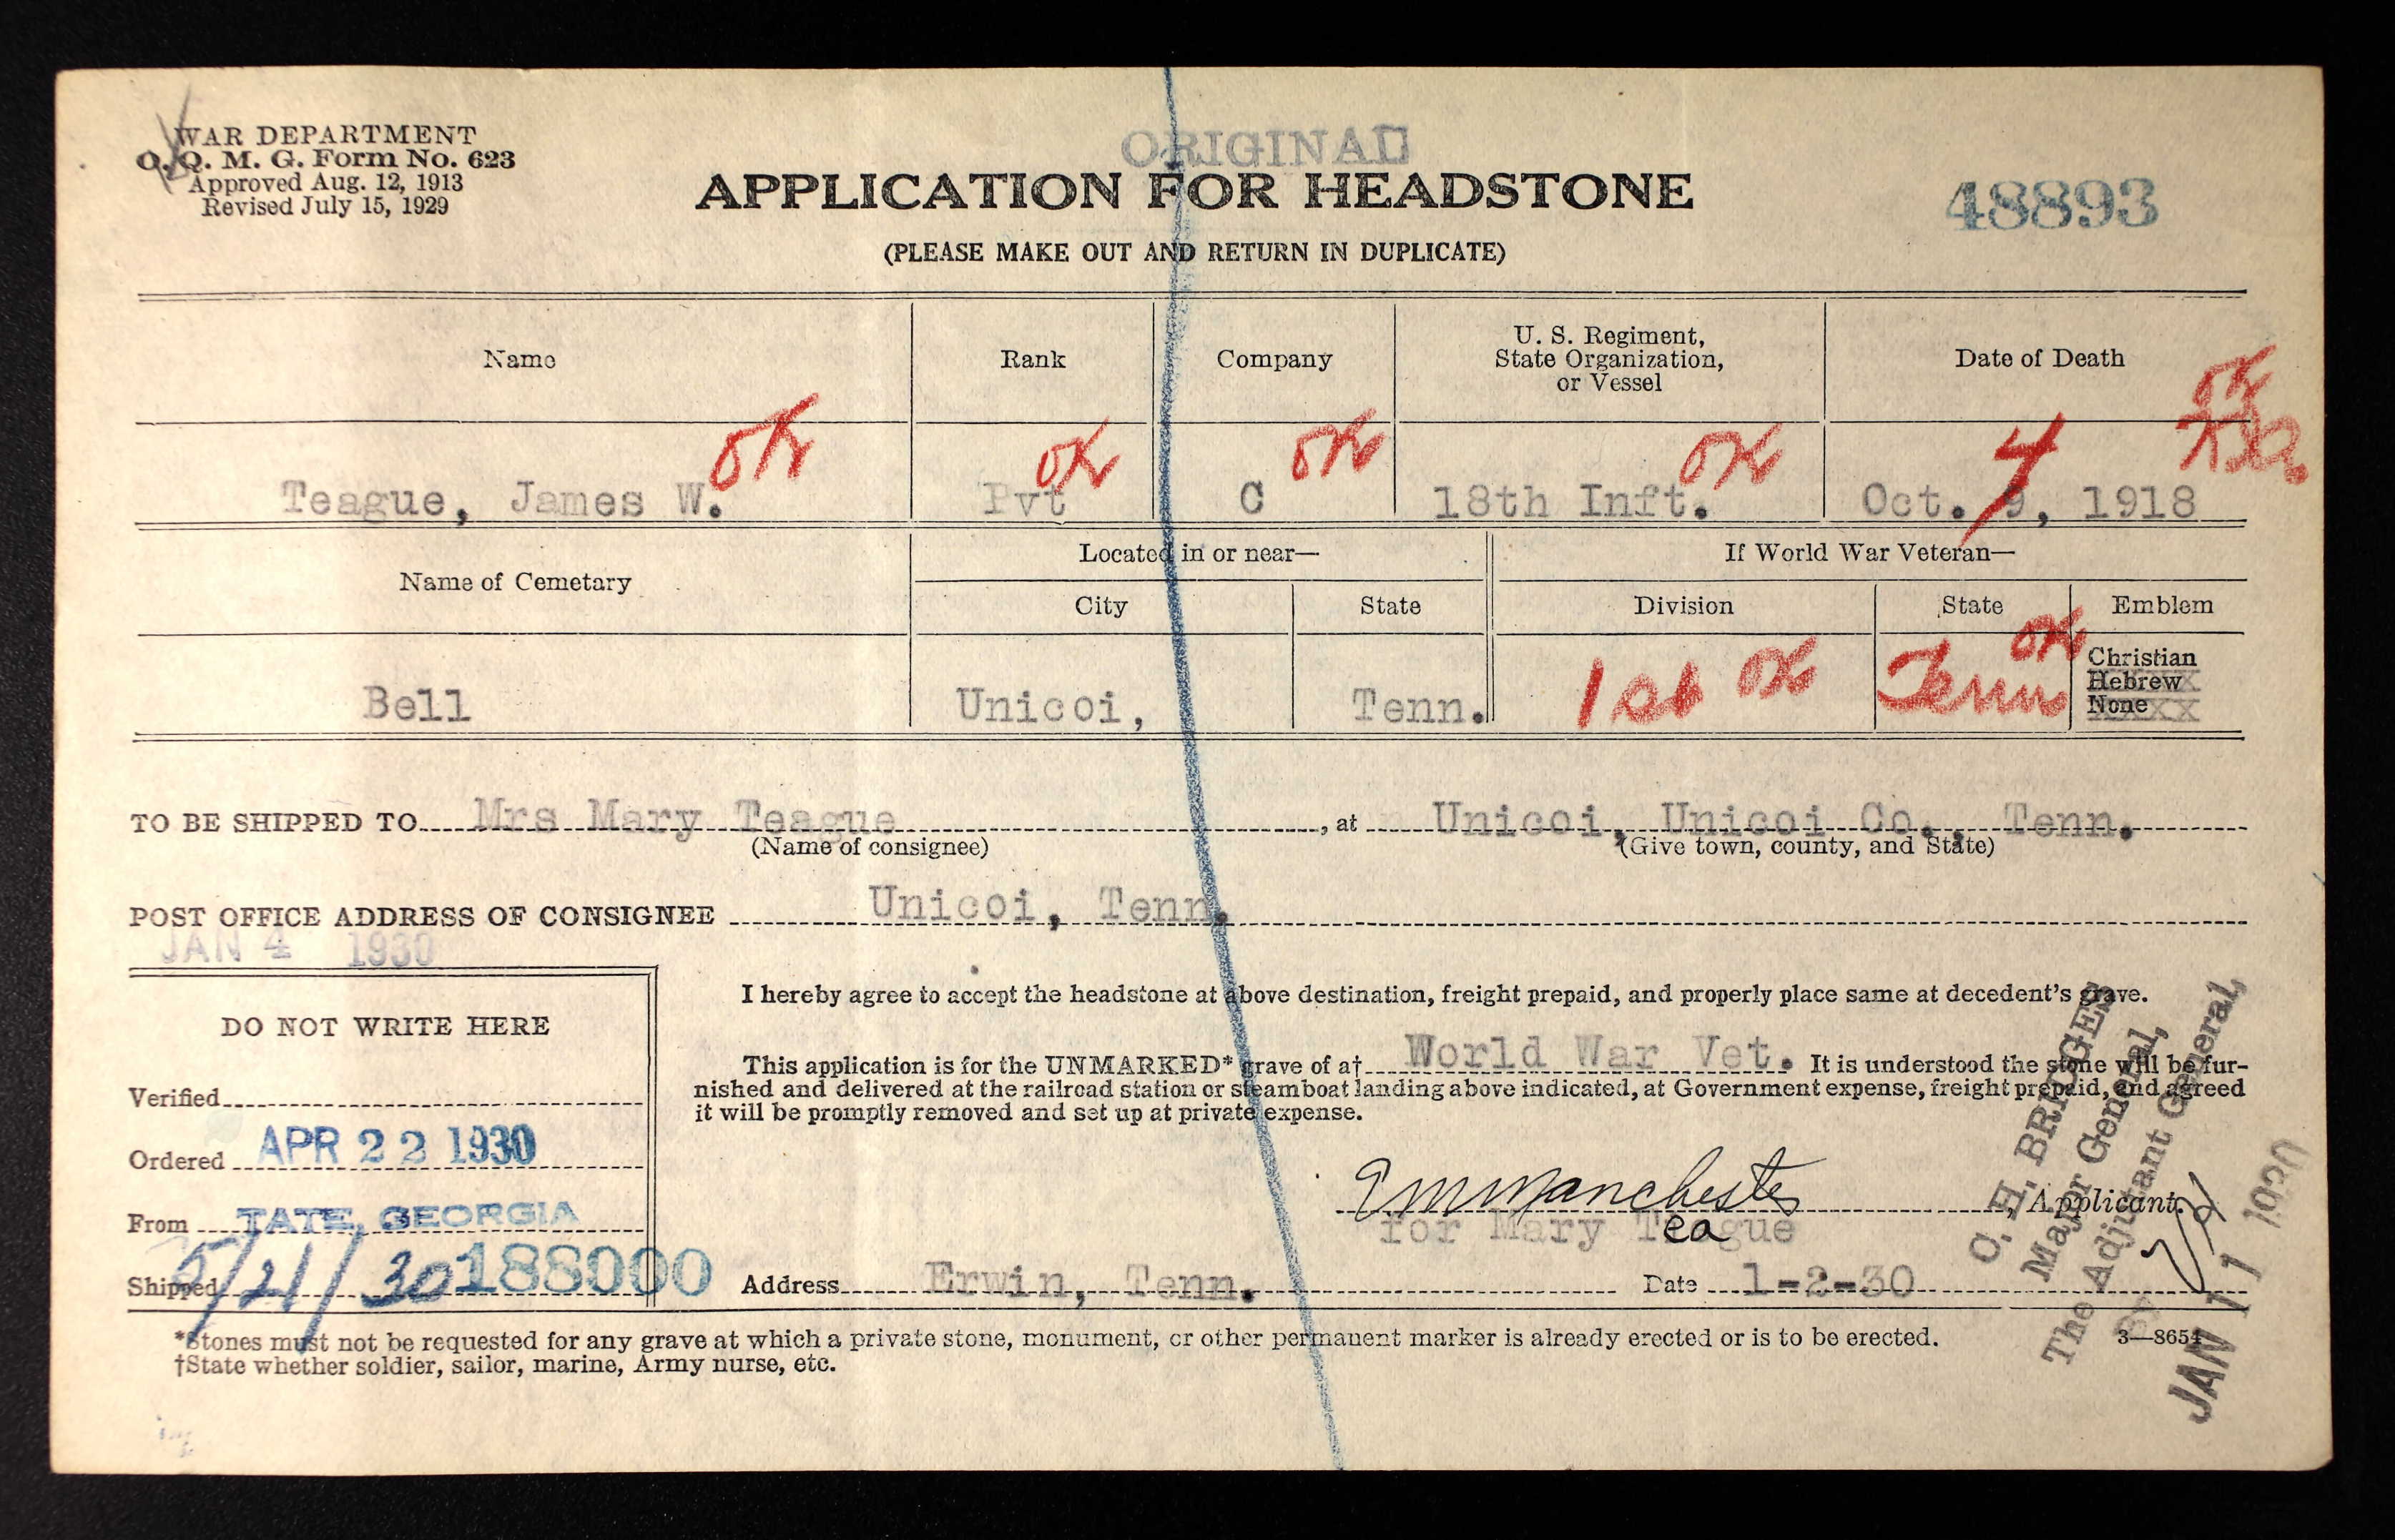 WAR DEPARTMENT
O. Q. M. G. Form No. 623
Approved Aug. 12, 1913
Revised July 15, 1929
ORIGINAL
APPLICATION FOR HEADSTONE
(PLEASE MAKE OUT AND RETURN IN DUPLICATE)
48893
Name
Rank
Company
U. S. Regiment,
State Organization,
or Vessel
Date of Death
OK
KIA.
Teague, James W. OK
Pvt OK
C OK
18th Inft. OK
Oct. 9, 1918
4
Name of Cemetary
Located in or near—
If World War Veteran—
City
State
Division
State
Emblem
Bell
Unicoi,
Tenn.
1st OK
Tenn OK
Christian
Hebrew
None
TO BE SHIPPED TO Mrs Mary Teague, at Unicoi, Unicoi Co., Tenn.
(Name of consignee) (Give town, county, and State)
POST OFFICE ADDRESS OF CONSIGNEE Unicoi, Tenn.
JAN 4 1930
DO NOT WRITE HERE
Verified
Ordered APR 22 1930
From TATE, GEORGIA
Shipped 5/21/30 188000
I hereby agree to accept the headstone at above destination, freight prepaid, and properly place same at decedent's grave.
This application is for the UNMARKED* grave of a† World War Vet. It is understood the stone will be fur-
nished and delivered at the railroad station or steamboat landing above indicated, at Government expense, freight prepaid, and agreed
it will be promptly removed and set up at private expense.
E M Manchester, Applicant.
for Mary Teague
Address Erwin, Tenn. Date 1-2-30
C. H. BRIDGES
Major General,
The Adjutant General,
By
JAN 11 1930
*Stones must not be requested for any grave at which a private stone, monument, or other permanent marker is already erected or is to be erected.
†State whether soldier, sailor, marine, Army nurse, etc.
3—8654